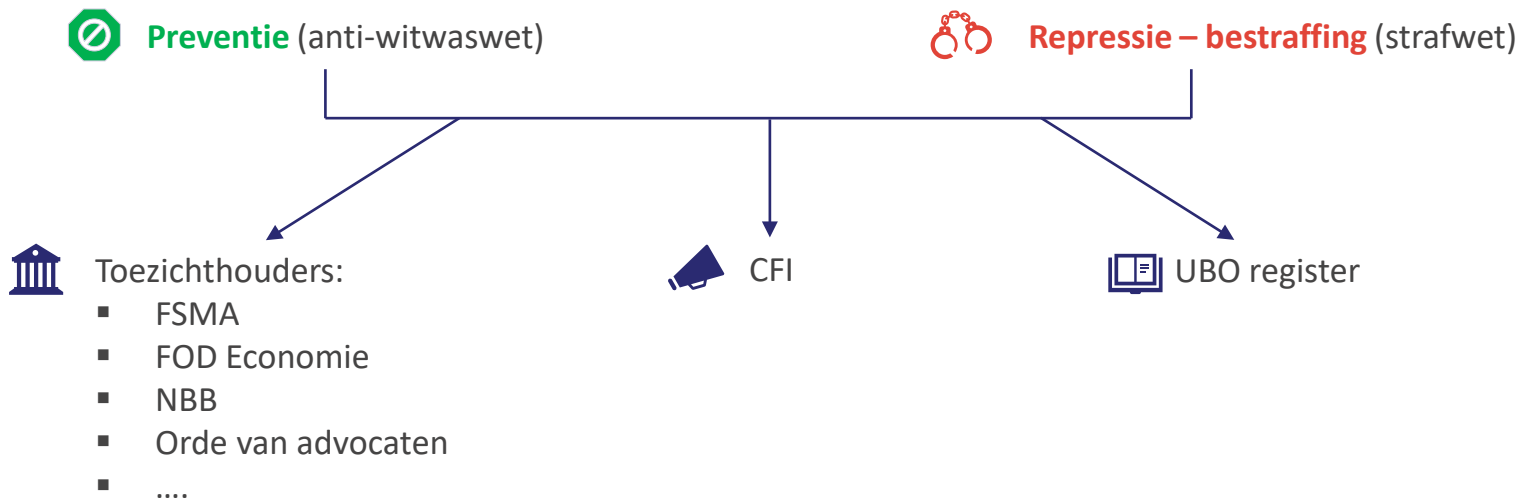 Preventie (anti-witwaswet)
Repressie – bestraffing (strafwet)
Toezichthouders:
▪ FSMA
▪ FOD Economie
▪ NBB
▪ Orde van advocaten
▪ ….
CFI
UBO register